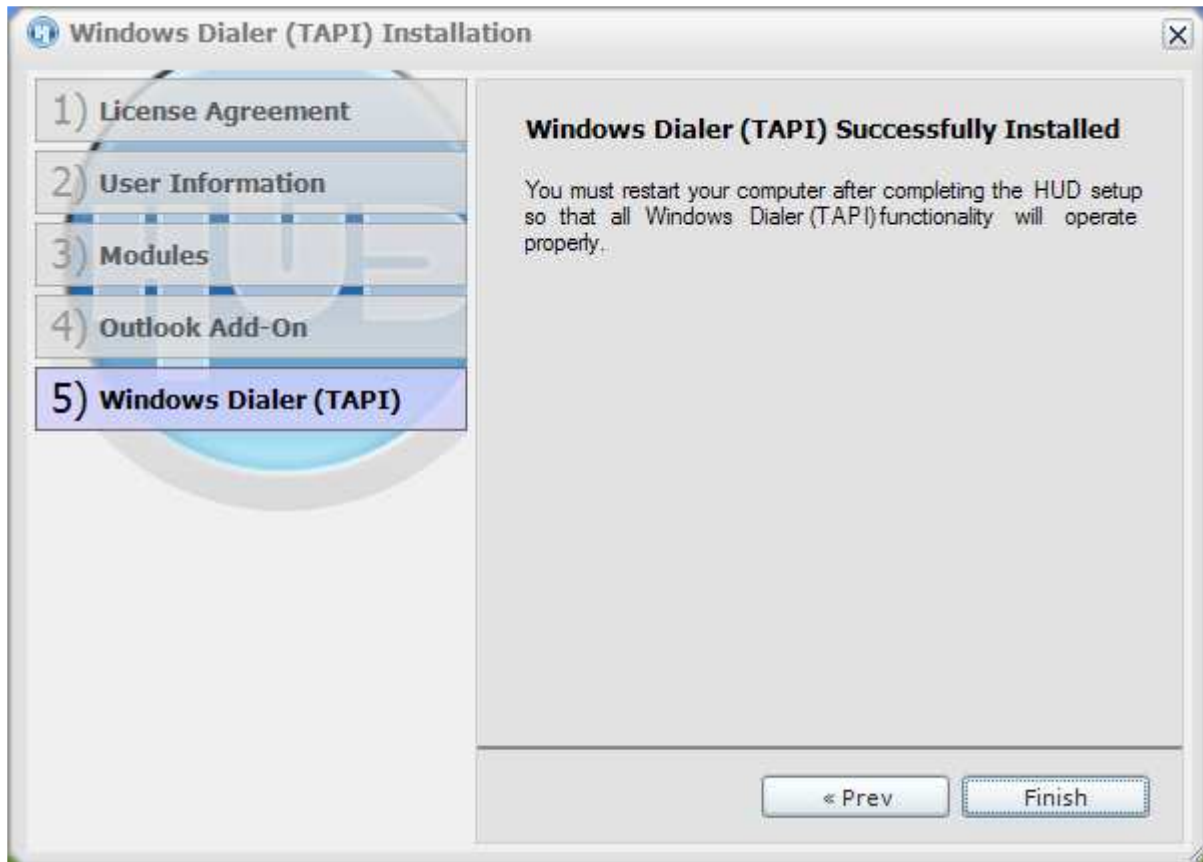 Windows Dialer (TAPI) Installation
1) License Agreement
2) User Information
3) Modules
4) Outlook Add-On
5) Windows Dialer (TAPI)
HUD
Windows Dialer (TAPI) Successfully Installed
You must restart your computer after completing the HUD setup
so that all Windows Dialer (TAPI) functionality will operate
properly.
« Prev
Finish